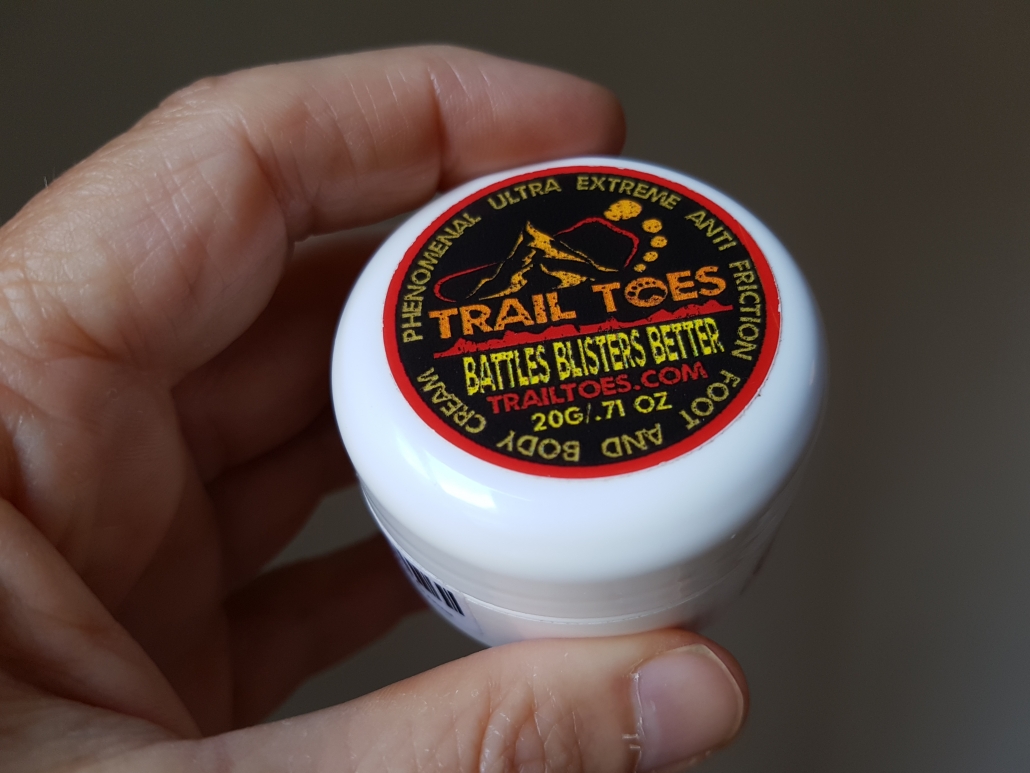 PHENOMENAL ULTRA EXTREME ANTI FRICTION FOOT AND BODY CREAM
TRAIL TOES
BATTLES BLISTERS BETTER
TRAILTOES.COM
20G/.71 OZ